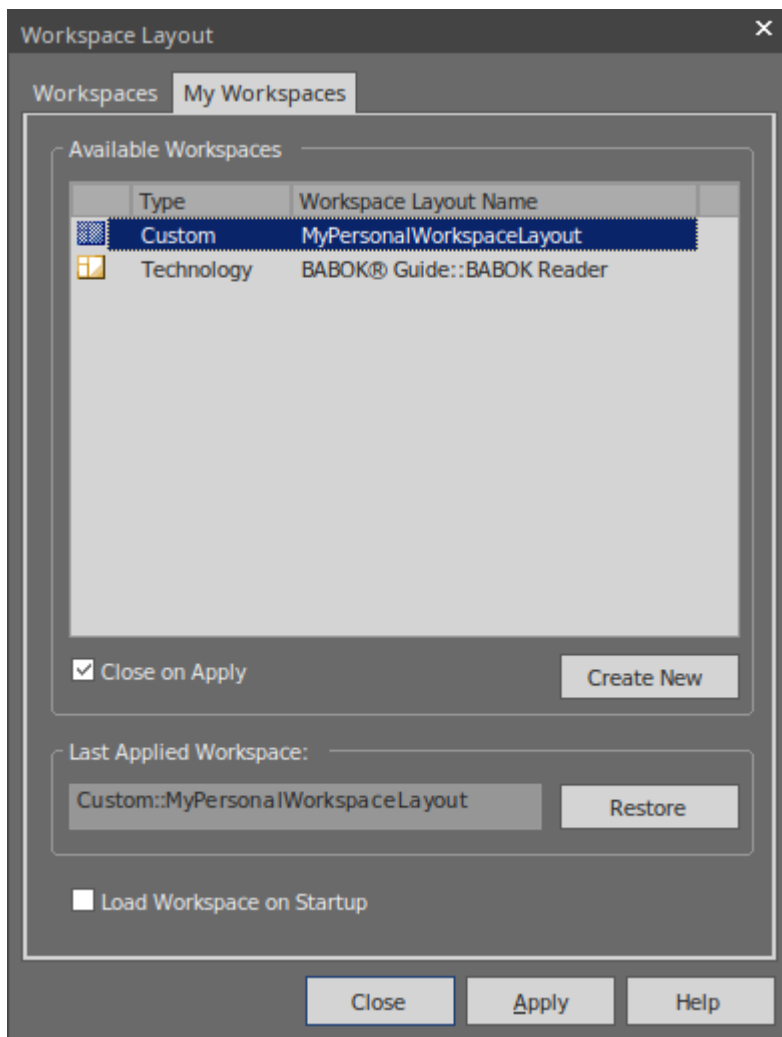 Workspace Layout
Workspaces My Workspaces
Available Workspaces
Type Workspace Layout Name
Custom MyPersonalWorkspaceLayout
Technology BABOK® Guide::BABOK Reader
Close on Apply
Create New
Last Applied Workspace:
Custom::MyPersonalWorkspaceLayout
Restore
Load Workspace on Startup
Close Apply Help